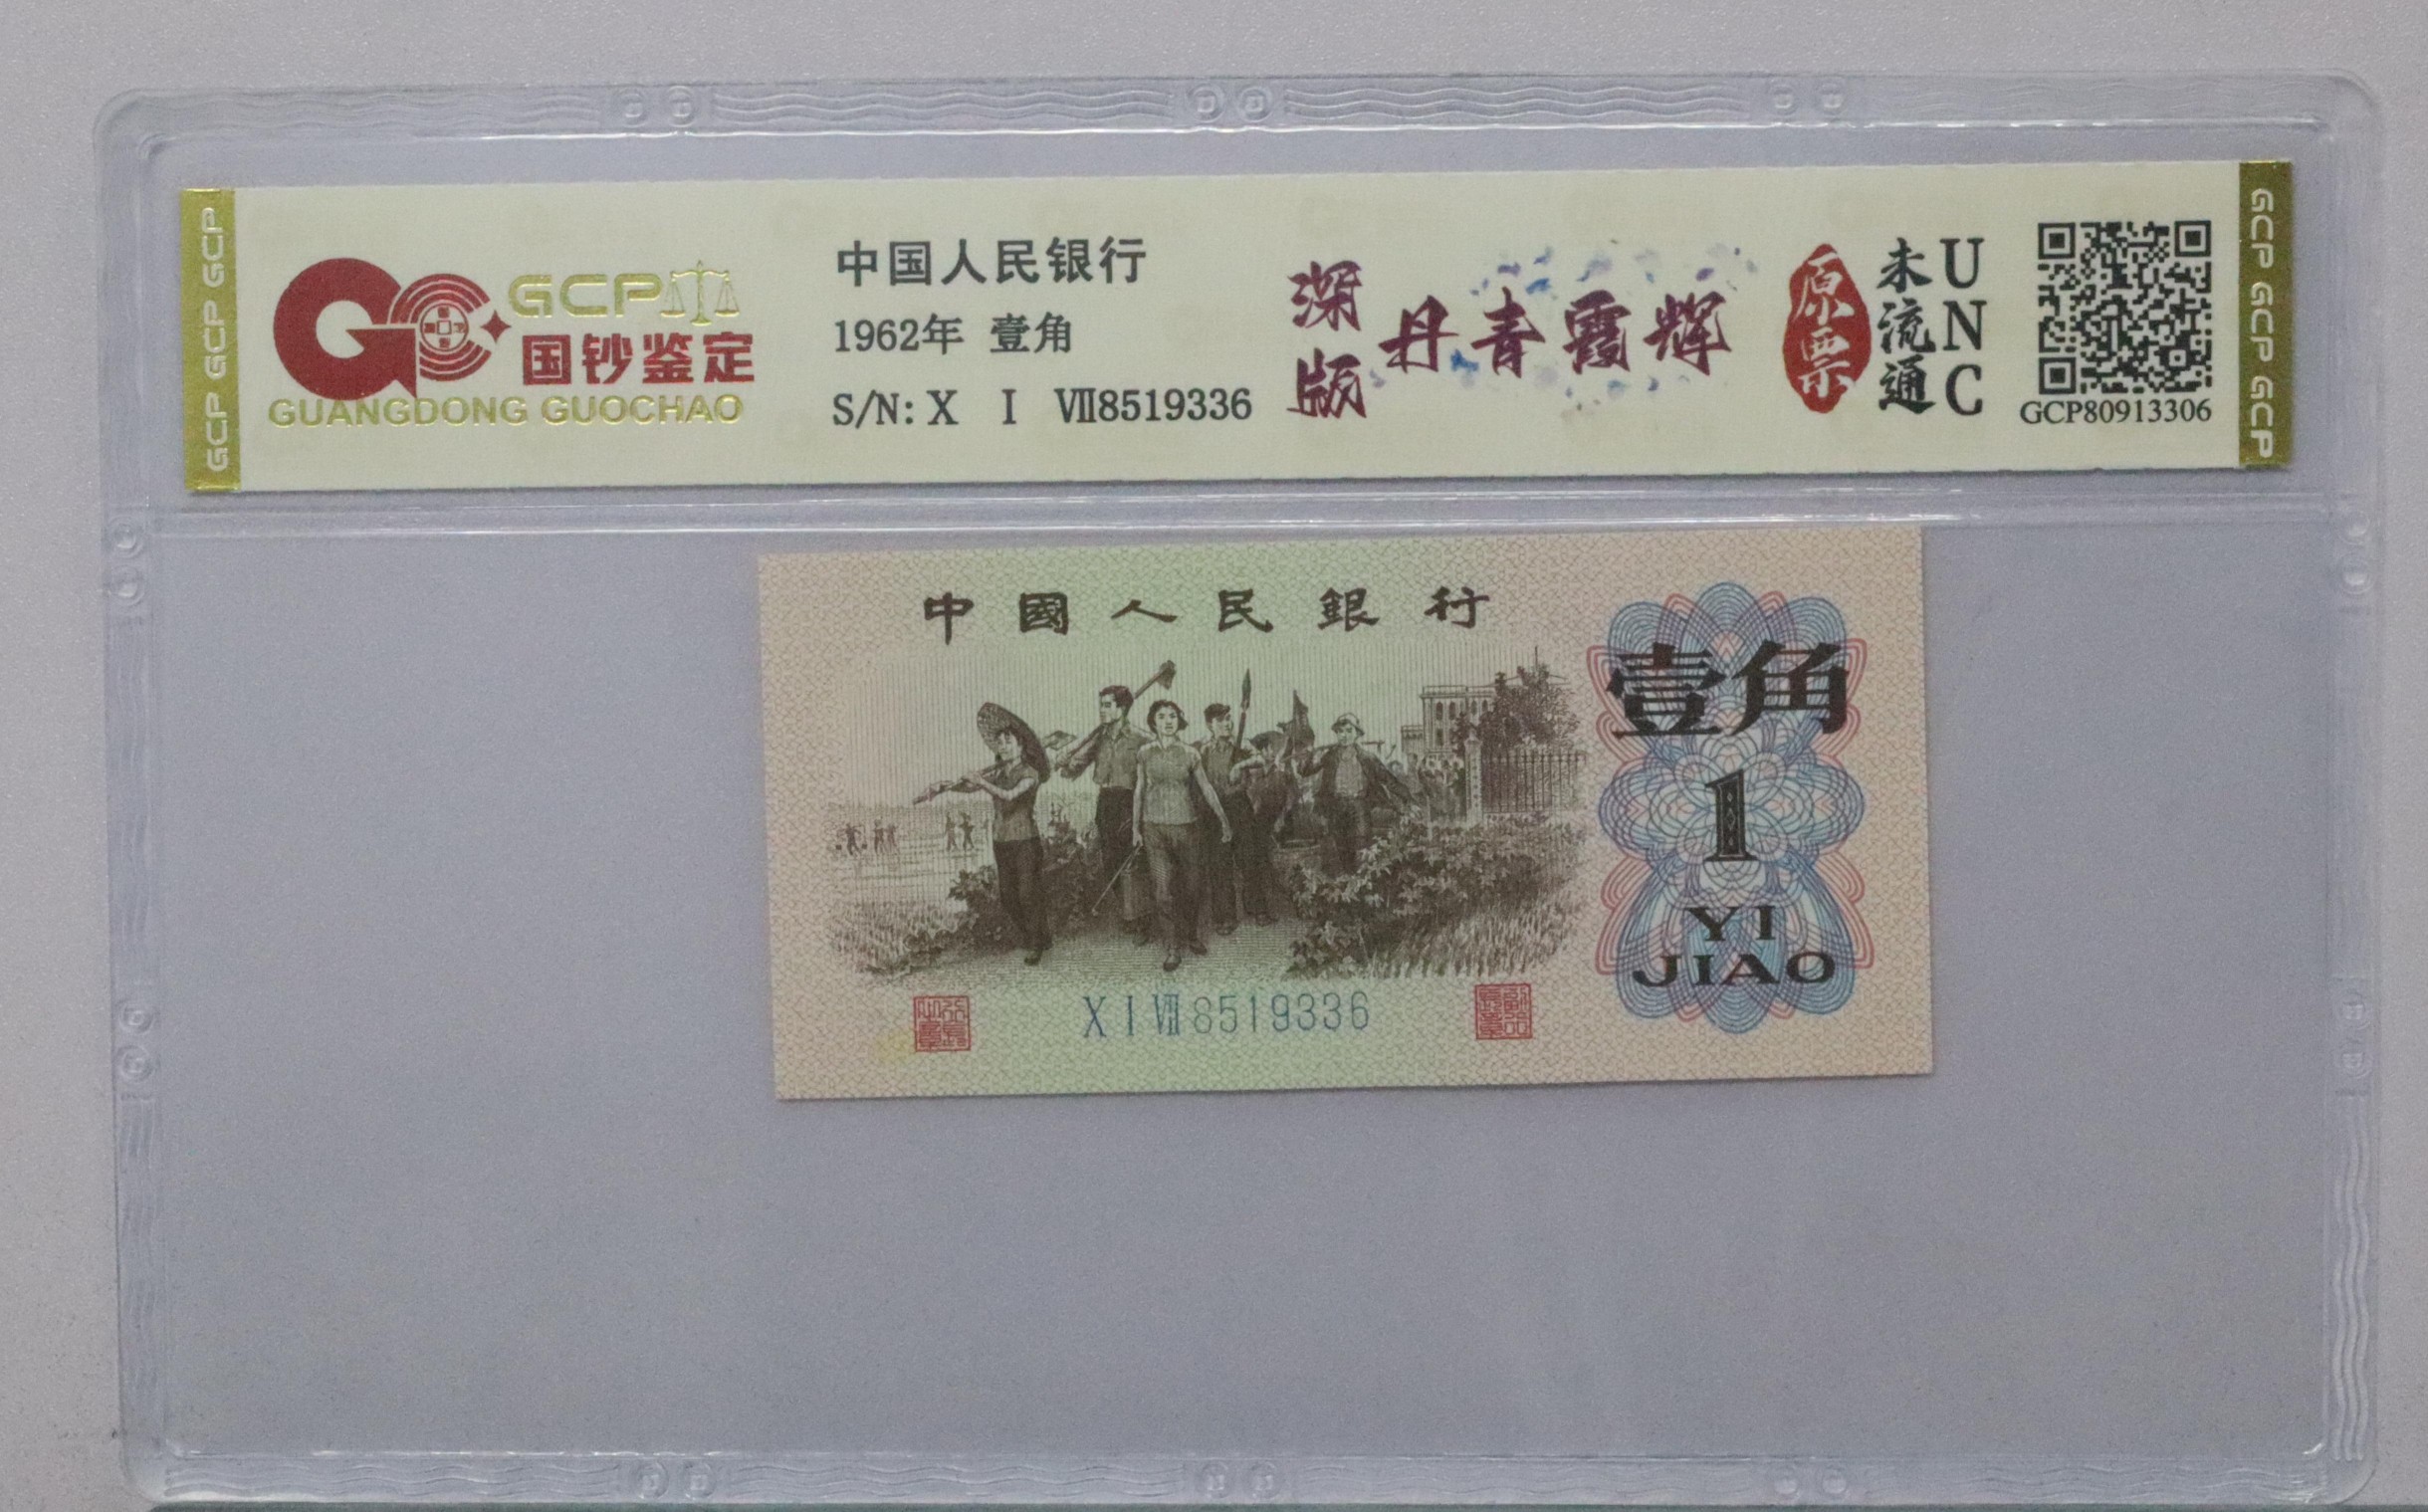 GCP GCP GCP
GCP
国钞鉴定
GUANGDONG GUOCHAO
中国人民银行
1962年 壹角
S/N: X I VII8519336
深版
丹青霞辉
原票
未流通
UNC
GCP80913306
GCP GCP GCP
中國人民銀行
壹角
1
YI
JIAO
X I VII 8519336